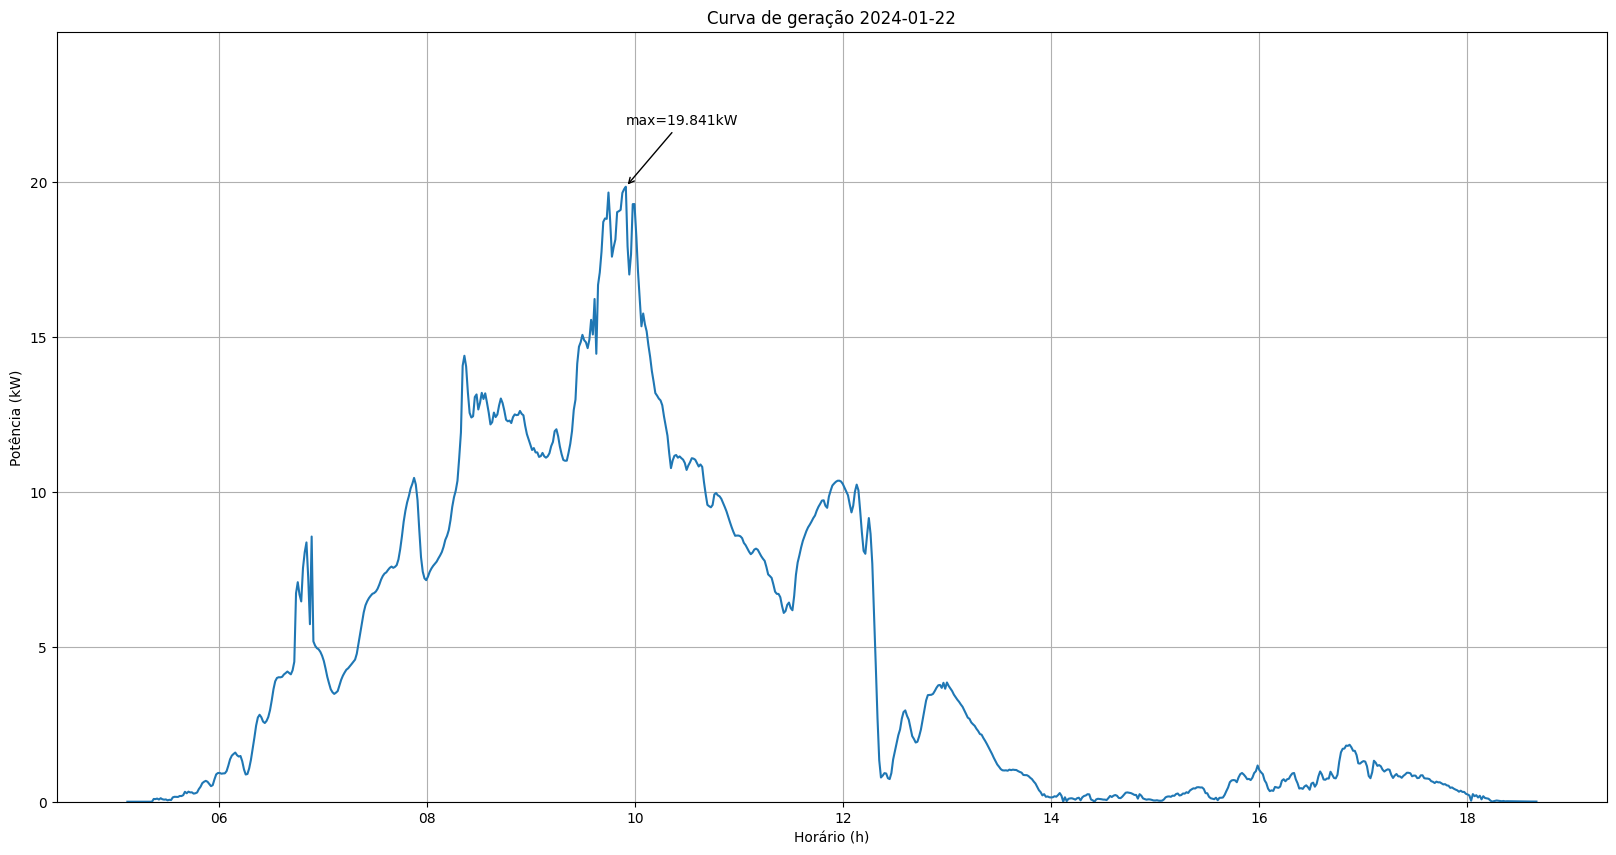 Curva de geração 2024-01-22
max=19.841kW
Potência (kW)
20
15
10
5
0
06 08 10 12 14 16 18
Horário (h)